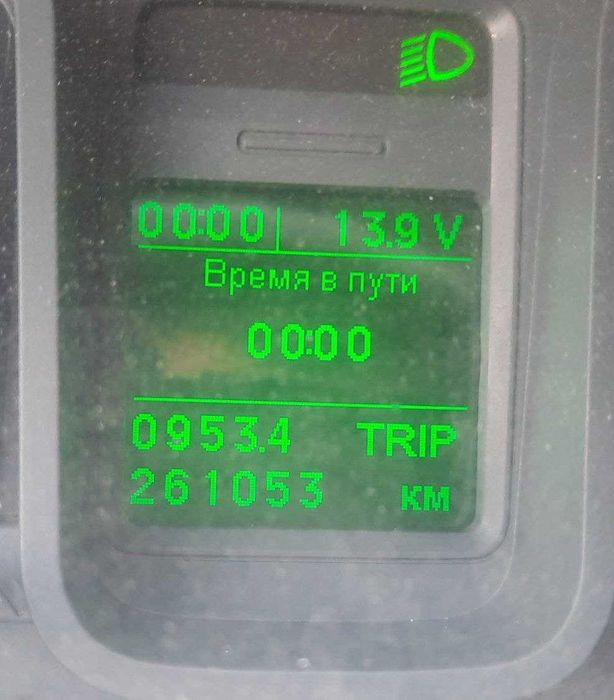 00:00 | 13.9 V
Время в пути
00:00
0953.4 TRIP
261053 км